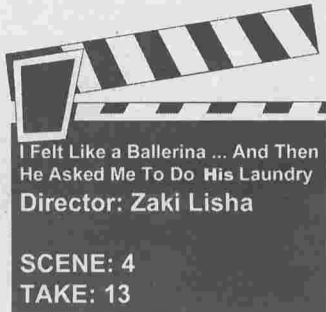 I Felt Like a Ballerina ... And Then
He Asked Me To Do His Laundry
Director: Zaki Lisha
SCENE: 4
TAKE: 13